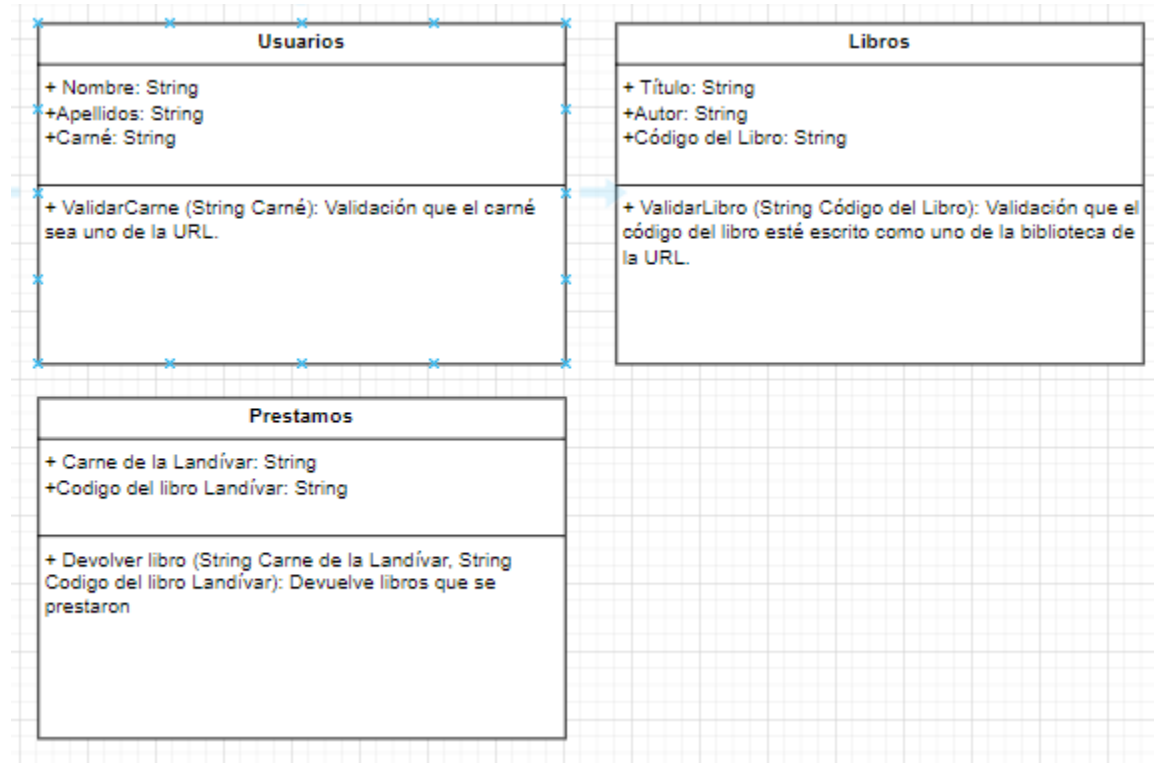 Usuarios
+ Nombre: String
+Apellidos: String
+Carné: String
+ ValidarCarne (String Carné): Validación que el carné
sea uno de la URL.
Libros
+ Título: String
+Autor: String
+Código del Libro: String
+ ValidarLibro (String Código del Libro): Validación que el
código del libro esté escrito como uno de la biblioteca de
la URL.
Prestamos
+ Carne de la Landívar: String
+Codigo del libro Landívar: String
+ Devolver libro (String Carne de la Landívar, String
Codigo del libro Landívar): Devuelve libros que se
prestaron